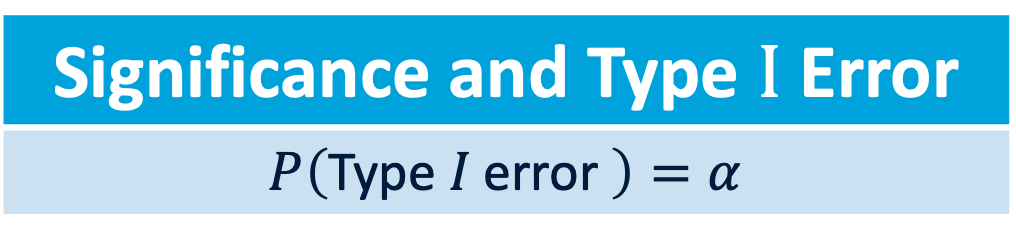 Significance and Type I Error
P(Type I error ) = α